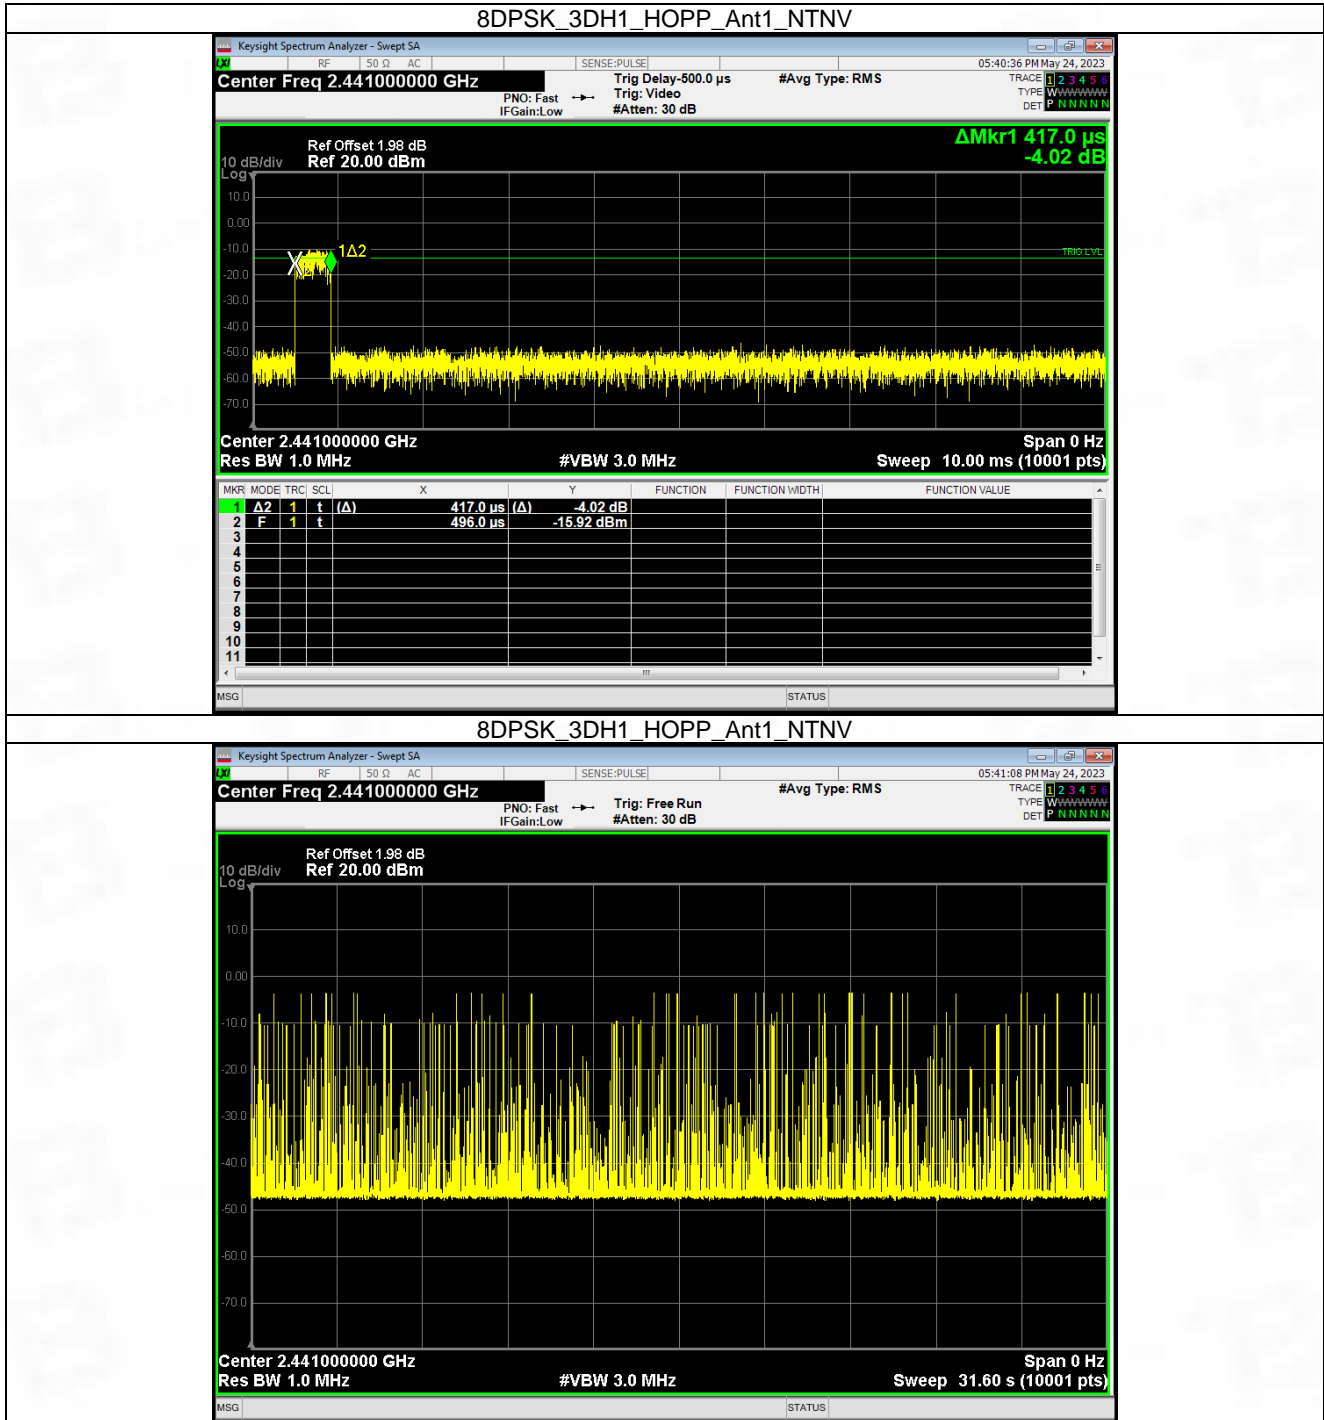 8DPSK_3DH1_HOPP_Ant1_NTNV
Keysight Spectrum Analyzer - Swept SA
LXI RF 50 Ω AC SENSE:PULSE 05:40:36 PM May 24, 2023
Center Freq 2.441000000 GHz
Trig Delay-500.0 µs #Avg Type: RMS TRACE 1 2 3 4 5 6
PNO: Fast Trig: Video TYPE WWWWWW
IFGain:Low #Atten: 30 dB DET P N N N N N
ΔMkr1 417.0 µs
-4.02 dB
Ref Offset 1.98 dB
10 dB/div Ref 20.00 dBm
Log
10.0
0.00
-10.0
1Δ2
TRIG LVL
-20.0
-30.0
-40.0
-50.0
-60.0
-70.0
Center 2.441000000 GHz Span 0 Hz
Res BW 1.0 MHz #VBW 3.0 MHz Sweep 10.00 ms (10001 pts)
MKR MODE TRC SCL X Y FUNCTION FUNCTION WIDTH FUNCTION VALUE
1 Δ2 1 t (Δ) 417.0 µs (Δ) -4.02 dB
2 F 1 t 496.0 µs -15.92 dBm
3
4
5
6
7
8
9
10
11
MSG STATUS
8DPSK_3DH1_HOPP_Ant1_NTNV
Keysight Spectrum Analyzer - Swept SA
LXI RF 50 Ω AC SENSE:PULSE 05:41:08 PM May 24, 2023
Center Freq 2.441000000 GHz #Avg Type: RMS TRACE 1 2 3 4 5 6
PNO: Fast Trig: Free Run TYPE WWWWWW
IFGain:Low #Atten: 30 dB DET P N N N N N
Ref Offset 1.98 dB
10 dB/div Ref 20.00 dBm
Log
10.0
0.00
-10.0
-20.0
-30.0
-40.0
-50.0
-60.0
-70.0
Center 2.441000000 GHz Span 0 Hz
Res BW 1.0 MHz #VBW 3.0 MHz Sweep 31.60 s (10001 pts)
MSG STATUS